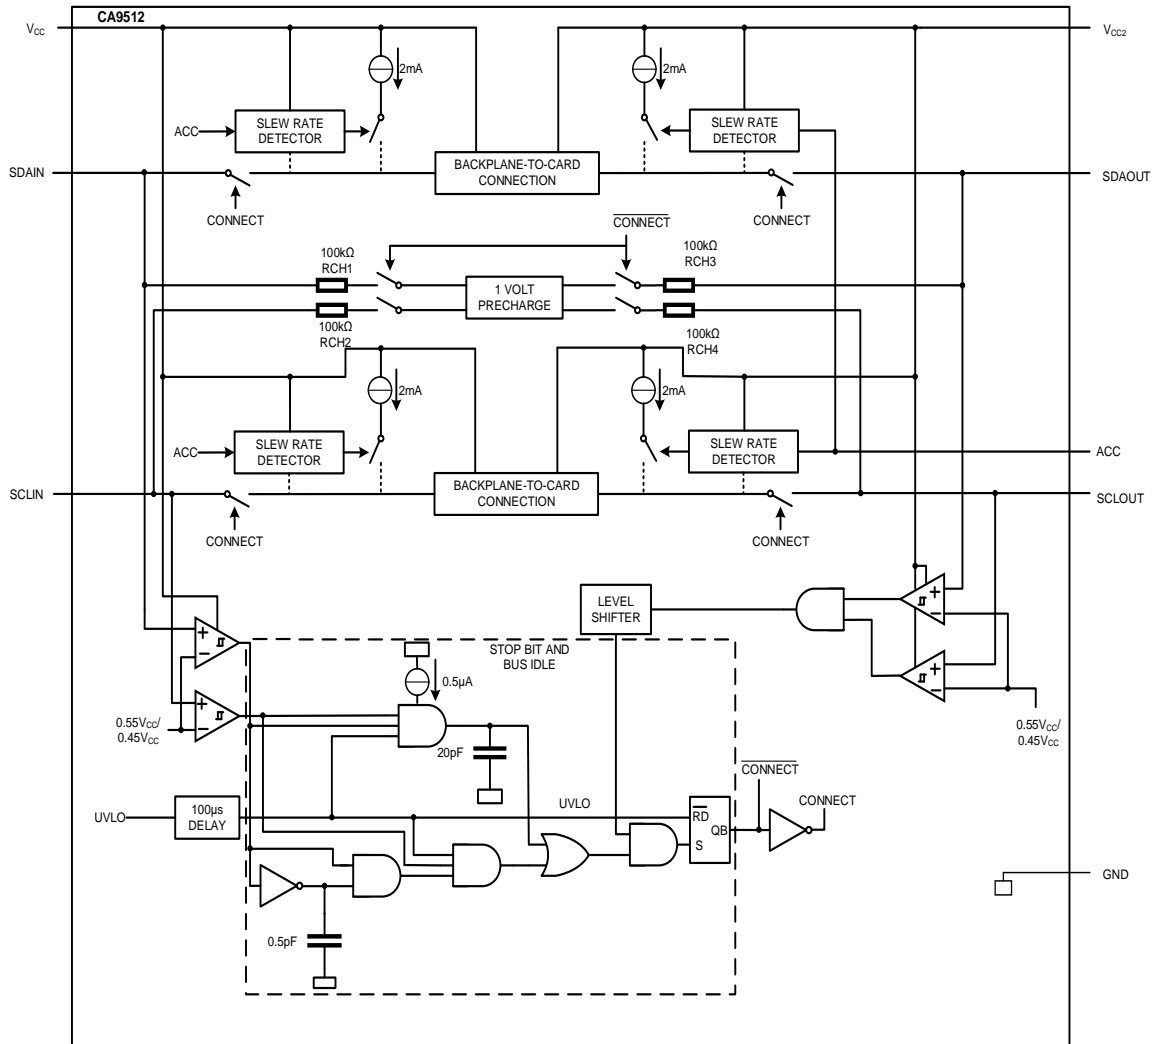 CA9512
VCC
VCC2
2mA
2mA
ACC
SLEW RATE
DETECTOR
SLEW RATE
DETECTOR
SDAIN
BACKPLANE-TO-CARD
CONNECTION
SDAOUT
CONNECT
CONNECT
CONNECT
100kΩ
RCH1
100kΩ
RCH3
1 VOLT
PRECHARGE
100kΩ
RCH2
100kΩ
RCH4
2mA
2mA
ACC
SLEW RATE
DETECTOR
SLEW RATE
DETECTOR
ACC
SCLIN
BACKPLANE-TO-CARD
CONNECTION
SCLOUT
CONNECT
CONNECT
LEVEL
SHIFTER
+
−
+
−
STOP BIT AND
BUS IDLE
+
−
+
−
0.5µA
0.55VCC/
0.45VCC
0.55VCC/
0.45VCC
20pF
CONNECT
UVLO
100µs
DELAY
UVLO
RD
QB
S
CONNECT
GND
0.5pF